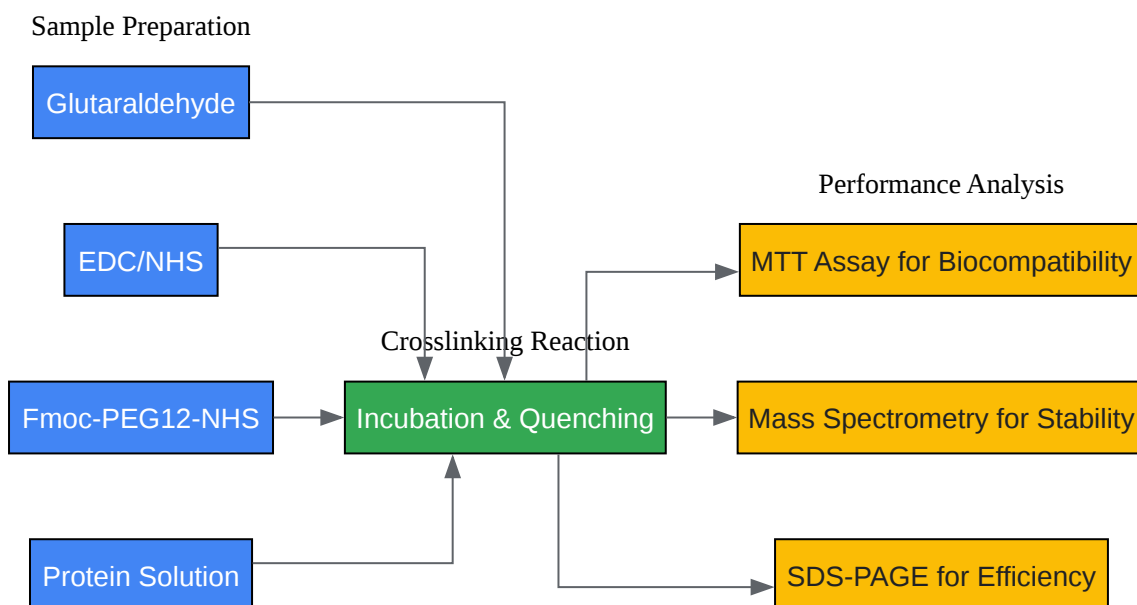 Sample Preparation
Glutaraldehyde
EDC/NHS
Fmoc-PEG12-NHS
Protein Solution
Crosslinking Reaction
Incubation & Quenching
Performance Analysis
MTT Assay for Biocompatibility
Mass Spectrometry for Stability
SDS-PAGE for Efficiency